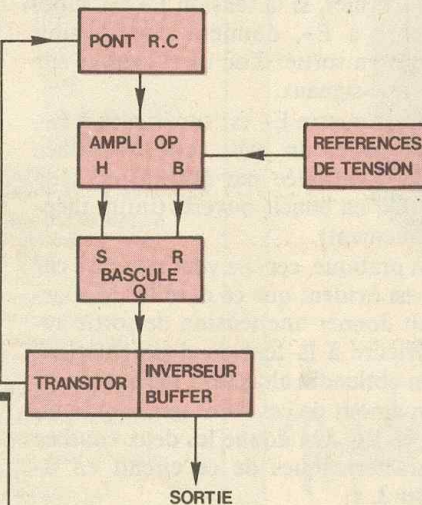 PONT R.C
AMPLI OP
H B
REFERENCES
DE TENSION
S R
BASCULE
Q
TRANSITOR
INVERSEUR
BUFFER
SORTIE